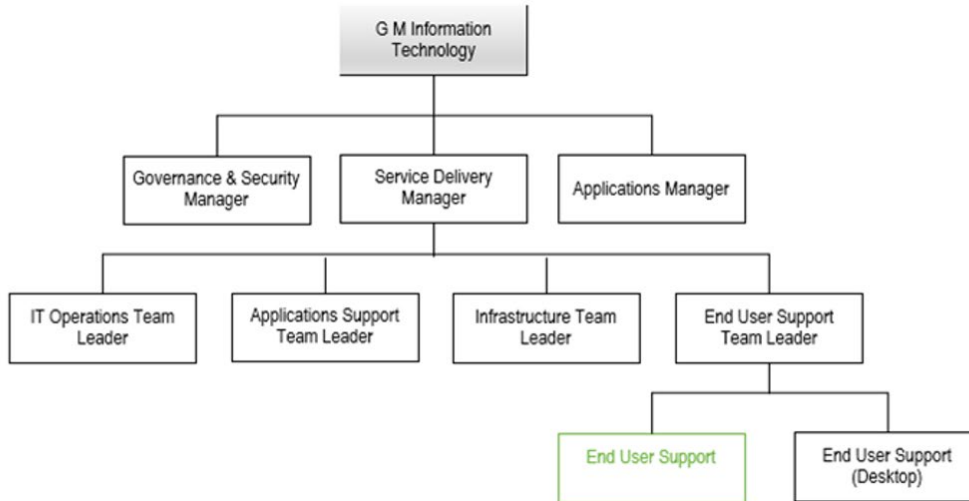 G M Information
Technology
Governance & Security
Manager
Service Delivery
Manager
Applications Manager
IT Operations Team
Leader
Applications Support
Team Leader
Infrastructure Team
Leader
End User Support
Team Leader
End User Support
End User Support
(Desktop)